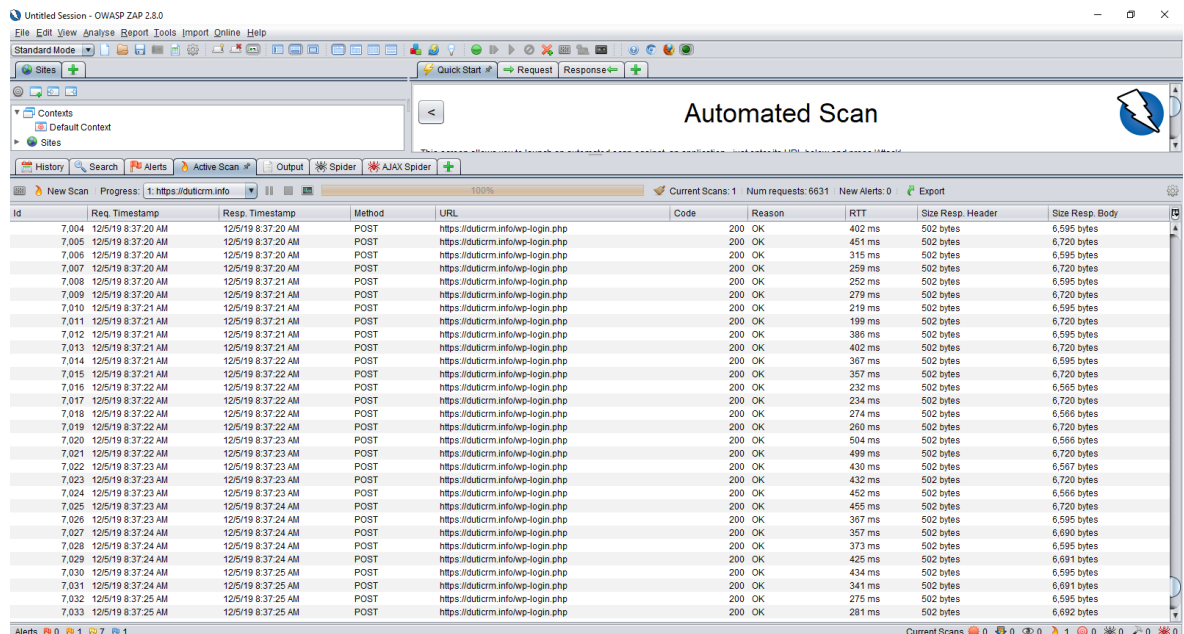 Untitled Session - OWASP ZAP 2.8.0
File Edit View Analyse Report Tools Import Online Help
Standard Mode
Sites
Quick Start Request Response
Contexts
Default Context
Sites
<
Automated Scan
This screen allows you to launch an automated scan against an application - just enter its URL below and press 'Attack'.
History Search Alerts Active Scan Output Spider AJAX Spider
New Scan Progress: 1: https://duticrm.info 100% Current Scans: 1 Num requests: 6631 New Alerts: 0 Export
Id Req. Timestamp Resp. Timestamp Method URL Code Reason RTT Size Resp. Header Size Resp. Body
7,004 12/5/19 8:37:20 AM 12/5/19 8:37:20 AM POST https://duticrm.info/wp-login.php 200 OK 402 ms 502 bytes 6,595 bytes
7,005 12/5/19 8:37:20 AM 12/5/19 8:37:20 AM POST https://duticrm.info/wp-login.php 200 OK 451 ms 502 bytes 6,720 bytes
7,006 12/5/19 8:37:20 AM 12/5/19 8:37:20 AM POST https://duticrm.info/wp-login.php 200 OK 315 ms 502 bytes 6,595 bytes
7,007 12/5/19 8:37:20 AM 12/5/19 8:37:20 AM POST https://duticrm.info/wp-login.php 200 OK 259 ms 502 bytes 6,720 bytes
7,008 12/5/19 8:37:20 AM 12/5/19 8:37:21 AM POST https://duticrm.info/wp-login.php 200 OK 252 ms 502 bytes 6,595 bytes
7,009 12/5/19 8:37:20 AM 12/5/19 8:37:21 AM POST https://duticrm.info/wp-login.php 200 OK 279 ms 502 bytes 6,720 bytes
7,010 12/5/19 8:37:21 AM 12/5/19 8:37:21 AM POST https://duticrm.info/wp-login.php 200 OK 219 ms 502 bytes 6,595 bytes
7,011 12/5/19 8:37:21 AM 12/5/19 8:37:21 AM POST https://duticrm.info/wp-login.php 200 OK 199 ms 502 bytes 6,720 bytes
7,012 12/5/19 8:37:21 AM 12/5/19 8:37:21 AM POST https://duticrm.info/wp-login.php 200 OK 386 ms 502 bytes 6,595 bytes
7,013 12/5/19 8:37:21 AM 12/5/19 8:37:21 AM POST https://duticrm.info/wp-login.php 200 OK 402 ms 502 bytes 6,720 bytes
7,014 12/5/19 8:37:21 AM 12/5/19 8:37:22 AM POST https://duticrm.info/wp-login.php 200 OK 367 ms 502 bytes 6,595 bytes
7,015 12/5/19 8:37:21 AM 12/5/19 8:37:22 AM POST https://duticrm.info/wp-login.php 200 OK 357 ms 502 bytes 6,720 bytes
7,016 12/5/19 8:37:22 AM 12/5/19 8:37:22 AM POST https://duticrm.info/wp-login.php 200 OK 232 ms 502 bytes 6,565 bytes
7,017 12/5/19 8:37:22 AM 12/5/19 8:37:22 AM POST https://duticrm.info/wp-login.php 200 OK 234 ms 502 bytes 6,720 bytes
7,018 12/5/19 8:37:22 AM 12/5/19 8:37:22 AM POST https://duticrm.info/wp-login.php 200 OK 274 ms 502 bytes 6,566 bytes
7,019 12/5/19 8:37:22 AM 12/5/19 8:37:22 AM POST https://duticrm.info/wp-login.php 200 OK 260 ms 502 bytes 6,720 bytes
7,020 12/5/19 8:37:22 AM 12/5/19 8:37:23 AM POST https://duticrm.info/wp-login.php 200 OK 504 ms 502 bytes 6,566 bytes
7,021 12/5/19 8:37:22 AM 12/5/19 8:37:23 AM POST https://duticrm.info/wp-login.php 200 OK 499 ms 502 bytes 6,720 bytes
7,022 12/5/19 8:37:23 AM 12/5/19 8:37:23 AM POST https://duticrm.info/wp-login.php 200 OK 430 ms 502 bytes 6,567 bytes
7,023 12/5/19 8:37:23 AM 12/5/19 8:37:23 AM POST https://duticrm.info/wp-login.php 200 OK 432 ms 502 bytes 6,720 bytes
7,024 12/5/19 8:37:23 AM 12/5/19 8:37:23 AM POST https://duticrm.info/wp-login.php 200 OK 452 ms 502 bytes 6,566 bytes
7,025 12/5/19 8:37:23 AM 12/5/19 8:37:24 AM POST https://duticrm.info/wp-login.php 200 OK 455 ms 502 bytes 6,720 bytes
7,026 12/5/19 8:37:23 AM 12/5/19 8:37:24 AM POST https://duticrm.info/wp-login.php 200 OK 367 ms 502 bytes 6,595 bytes
7,027 12/5/19 8:37:24 AM 12/5/19 8:37:24 AM POST https://duticrm.info/wp-login.php 200 OK 357 ms 502 bytes 6,690 bytes
7,028 12/5/19 8:37:24 AM 12/5/19 8:37:24 AM POST https://duticrm.info/wp-login.php 200 OK 373 ms 502 bytes 6,595 bytes
7,029 12/5/19 8:37:24 AM 12/5/19 8:37:24 AM POST https://duticrm.info/wp-login.php 200 OK 425 ms 502 bytes 6,691 bytes
7,030 12/5/19 8:37:24 AM 12/5/19 8:37:25 AM POST https://duticrm.info/wp-login.php 200 OK 434 ms 502 bytes 6,595 bytes
7,031 12/5/19 8:37:24 AM 12/5/19 8:37:25 AM POST https://duticrm.info/wp-login.php 200 OK 341 ms 502 bytes 6,691 bytes
7,032 12/5/19 8:37:25 AM 12/5/19 8:37:25 AM POST https://duticrm.info/wp-login.php 200 OK 275 ms 502 bytes 6,595 bytes
7,033 12/5/19 8:37:25 AM 12/5/19 8:37:25 AM POST https://duticrm.info/wp-login.php 200 OK 281 ms 502 bytes 6,692 bytes
Alerts 0 1 7 1 Current Scans 0 0 0 1 0 0 0 0